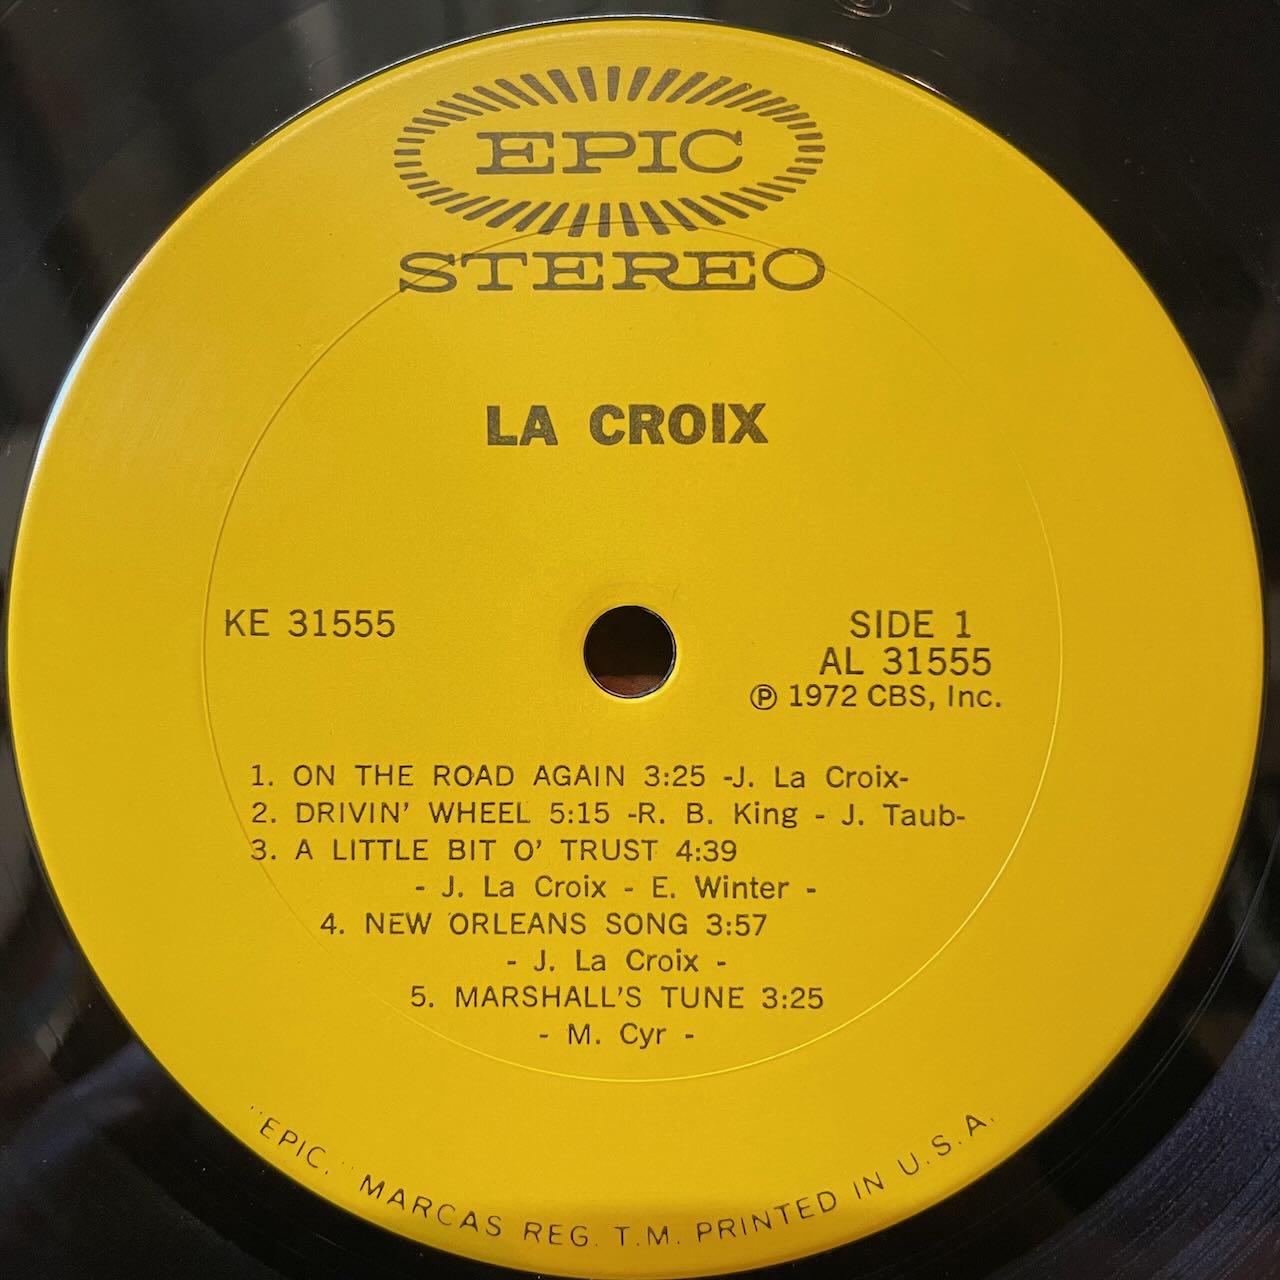 EPIC
STEREO
LA CROIX
KE 31555
SIDE 1
AL 31555
℗ 1972 CBS, Inc.
1. ON THE ROAD AGAIN 3:25 -J. La Croix-
2. DRIVIN' WHEEL 5:15 -R. B. King - J. Taub-
3. A LITTLE BIT O' TRUST 4:39
- J. La Croix - E. Winter -
4. NEW ORLEANS SONG 3:57
- J. La Croix -
5. MARSHALL'S TUNE 3:25
- M. Cyr -
"EPIC," MARCAS REG. T.M. PRINTED IN U.S.A.